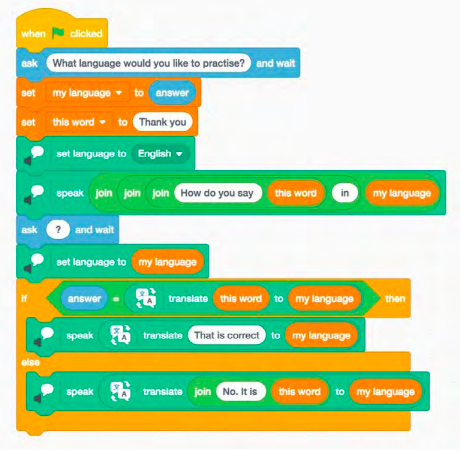 when clicked
ask What language would you like to practise? and wait
set my language to answer
set this word to Thank you
set language to English
speak join join join How do you say this word in my language
ask ? and wait
set language to my language
if answer = translate this word to my language then
speak translate That is correct to my language
else
speak translate join No. It is this word to my language